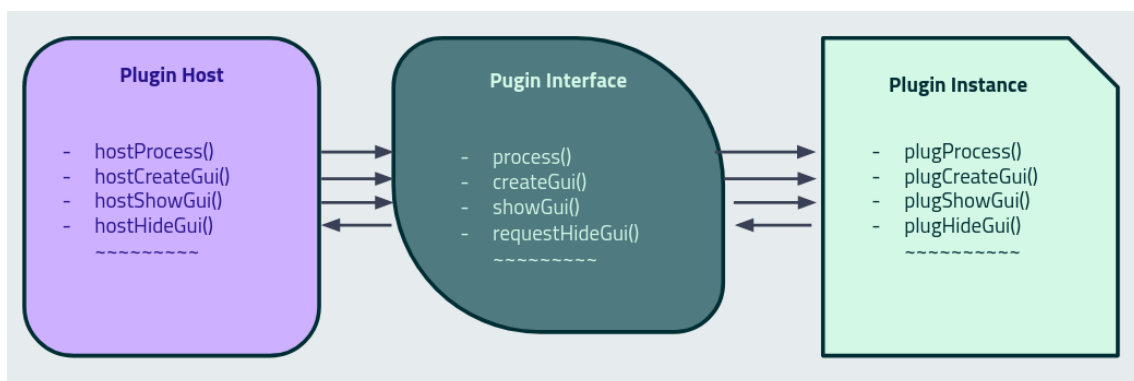 Plugin Host
- hostProcess()
- hostCreateGui()
- hostShowGui()
- hostHideGui()
~~~~~~~~~
Pugin Interface
- process()
- createGui()
- showGui()
- requestHideGui()
~~~~~~~~~
Plugin Instance
- plugProcess()
- plugCreateGui()
- plugShowGui()
- plugHideGui()
~~~~~~~~~~